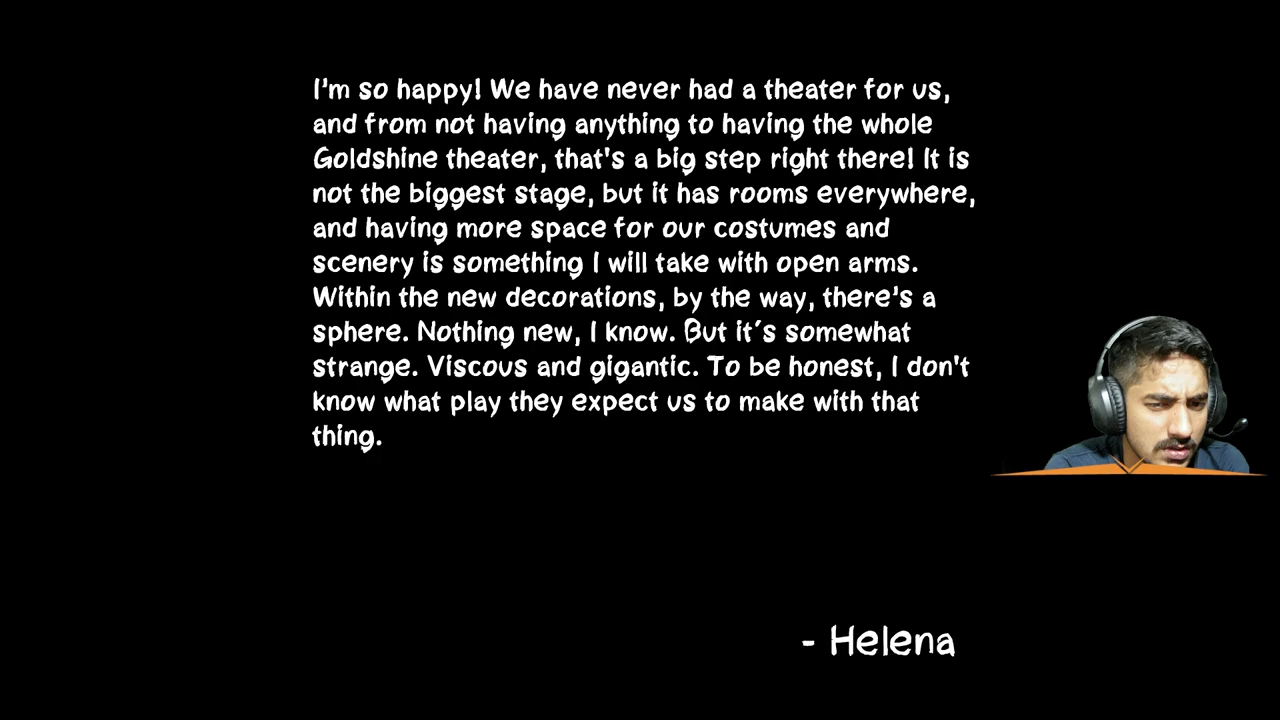 I'm so happy! We have never had a theater for us,
and from not having anything to having the whole
Goldshine theater, that's a big step right there! It is
not the biggest stage, but it has rooms everywhere,
and having more space for our costumes and
scenery is something I will take with open arms.
Within the new decorations, by the way, there's a
sphere. Nothing new, I know. But it´s somewhat
strange. Viscous and gigantic. To be honest, I don't
know what play they expect us to make with that
thing.
- Helena